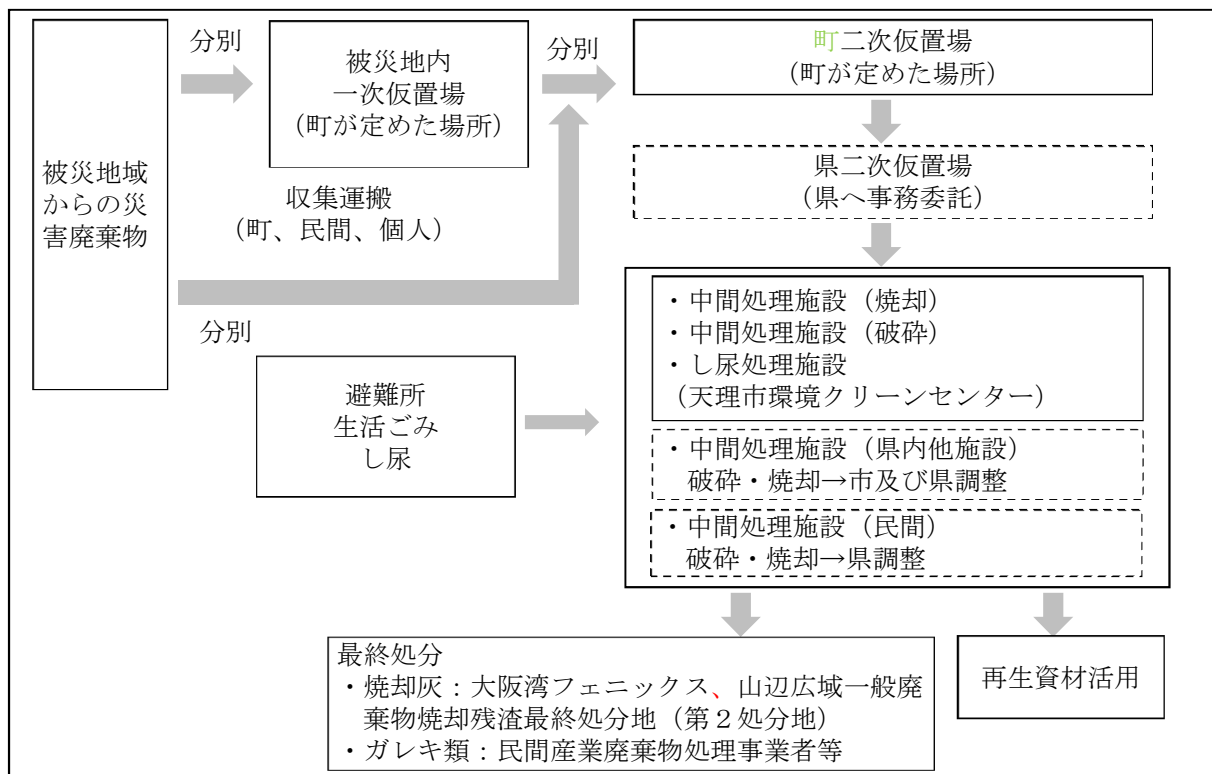 被災地域
からの災
害廃棄物
分別
被災地内
一次仮置場
（町が定めた場所）
分別
町二次仮置場
（町が定めた場所）
県二次仮置場
（県へ事務委託）
収集運搬
（町、民間、個人）
分別
避難所
生活ごみ
し尿
・中間処理施設（焼却）
・中間処理施設（破砕）
・し尿処理施設
（天理市環境クリーンセンター）
・中間処理施設（県内他施設）
破砕・焼却→市及び県調整
・中間処理施設（民間）
破砕・焼却→県調整
最終処分
・焼却灰：大阪湾フェニックス、山辺広域一般廃
棄物焼却残渣最終処分地（第２処分地）
・ガレキ類：民間産業廃棄物処理事業者等
再生資材活用